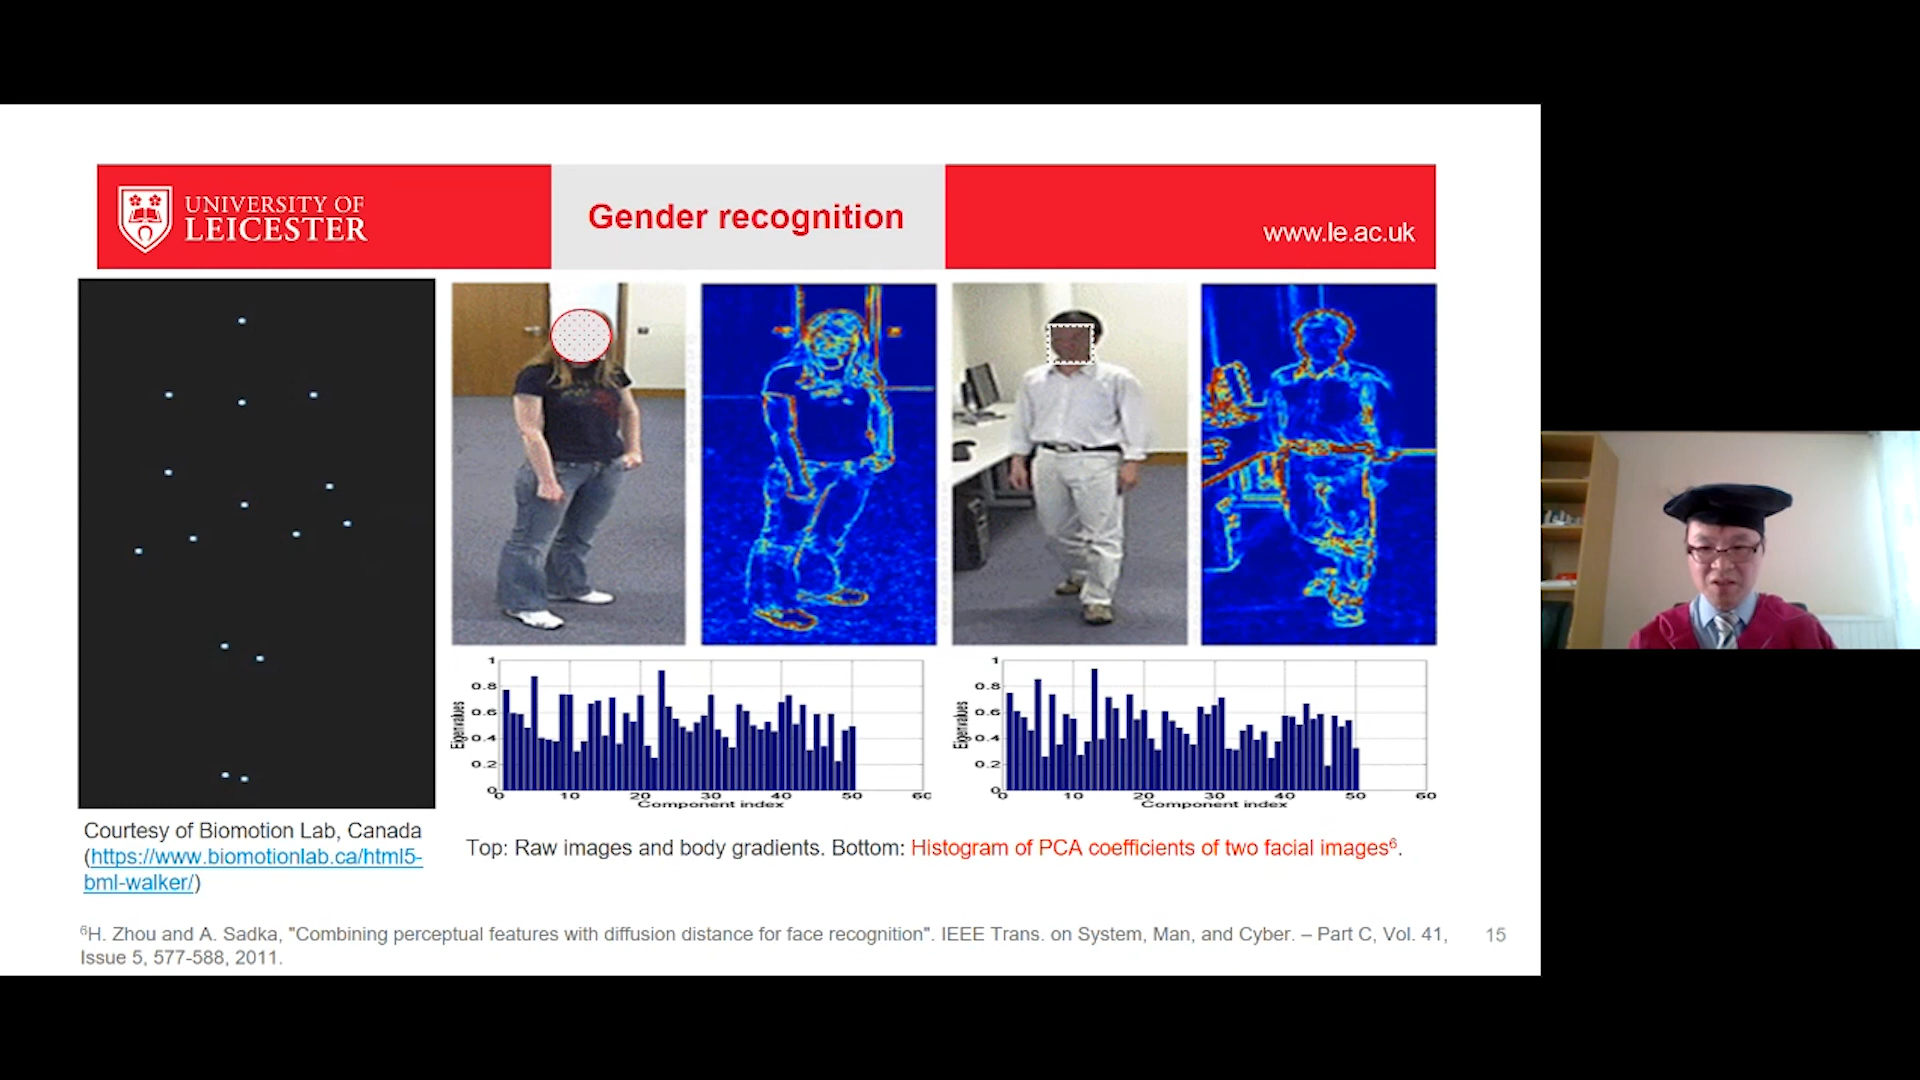 UNIVERSITY OF
LEICESTER
Gender recognition
www.le.ac.uk
1
0.8
0.6
0.4
0.2
0
Eigenvalues
0 10 20 30 40 50 60
Component index
1
0.8
0.6
0.4
0.2
0
Eigenvalues
0 10 20 30 40 50 60
Component index
Courtesy of Biomotion Lab, Canada
(https://www.biomotionlab.ca/html5-
bml-walker/)
Top: Raw images and body gradients. Bottom: Histogram of PCA coefficients of two facial images⁶.
⁶H. Zhou and A. Sadka, "Combining perceptual features with diffusion distance for face recognition". IEEE Trans. on System, Man, and Cyber. – Part C, Vol. 41,
Issue 5, 577-588, 2011.
15